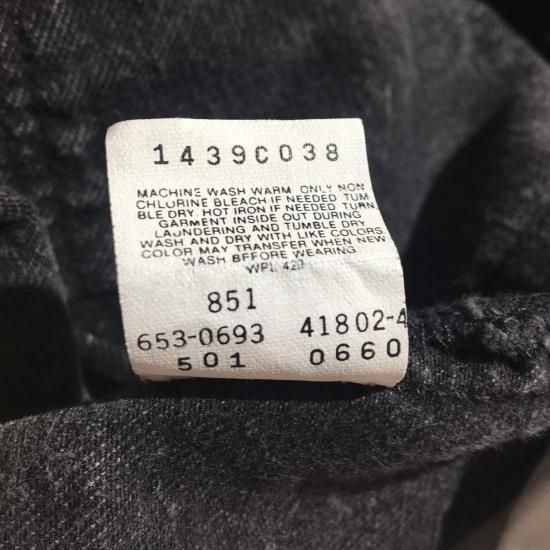 1439C038
MACHINE WASH WARM ONLY NON
CHLORINE BLEACH IF NEEDED TUM
BLE DRY. HOT IRON IF NEEDED TURN
GARMENT INSIDE OUT DURING
LAUNDERING AND TUMBLE DRY
WASH AND DRY WITH LIKE COLORS
COLOR MAY TRANSFER WHEN NEW
WASH BEFORE WEARING
WPL 423
851
653-0693 41802-4
501 0660